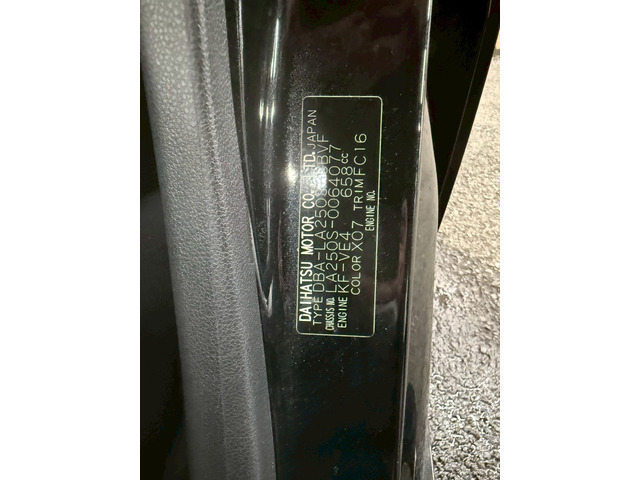 DAIHATSU MOTOR CO., LTD. JAPAN
TYPE DBA-LA250S-GBVF
CHASSIS NO. LA250S-0064077
ENGINE KF-VE4 658cc
COLOR X07 TRIM FC16
ENGINE NO.